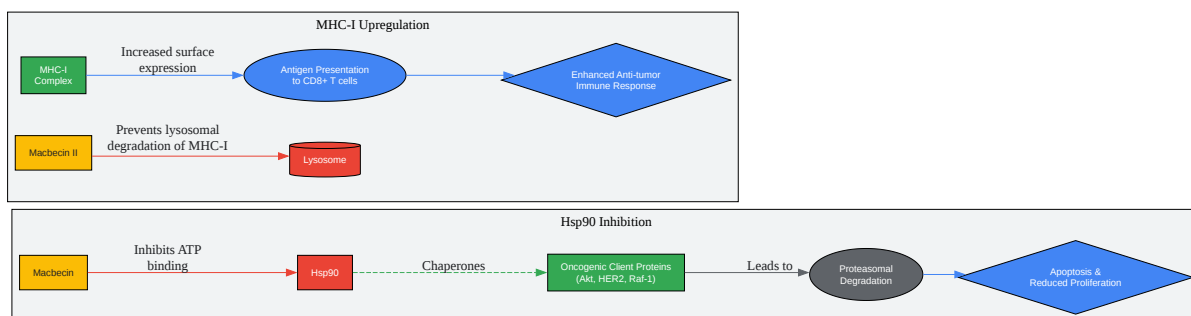 MHC-I Upregulation
MHC-I
Complex
Increased surface
expression
Antigen Presentation
to CD8+ T cells
Enhanced Anti-tumor
Immune Response
Macbecin II
Prevents lysosomal
degradation of MHC-I
Lysosome
Hsp90 Inhibition
Macbecin
Inhibits ATP
binding
Hsp90
Chaperones
Oncogenic Client Proteins
(Akt, HER2, Raf-1)
Leads to
Proteasomal
Degradation
Apoptosis &
Reduced Proliferation